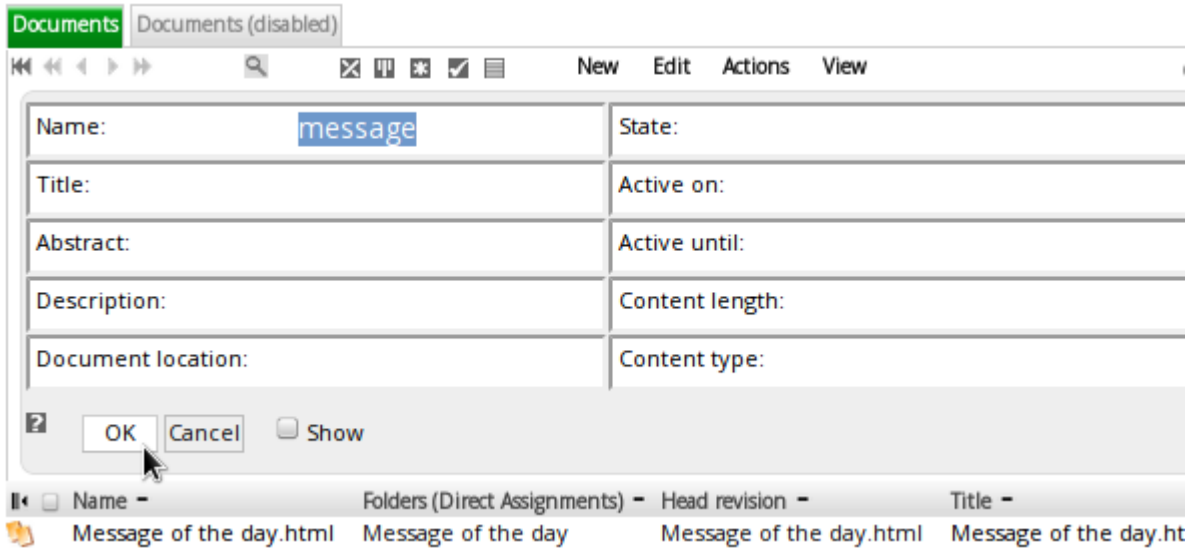 Documents Documents (disabled)
New Edit Actions View
Name: message State:
Title: Active on:
Abstract: Active until:
Description: Content length:
Document location: Content type:
? OK Cancel Show
Name Folders (Direct Assignments) Head revision Title
Message of the day.html Message of the day Message of the day.html Message of the day.ht